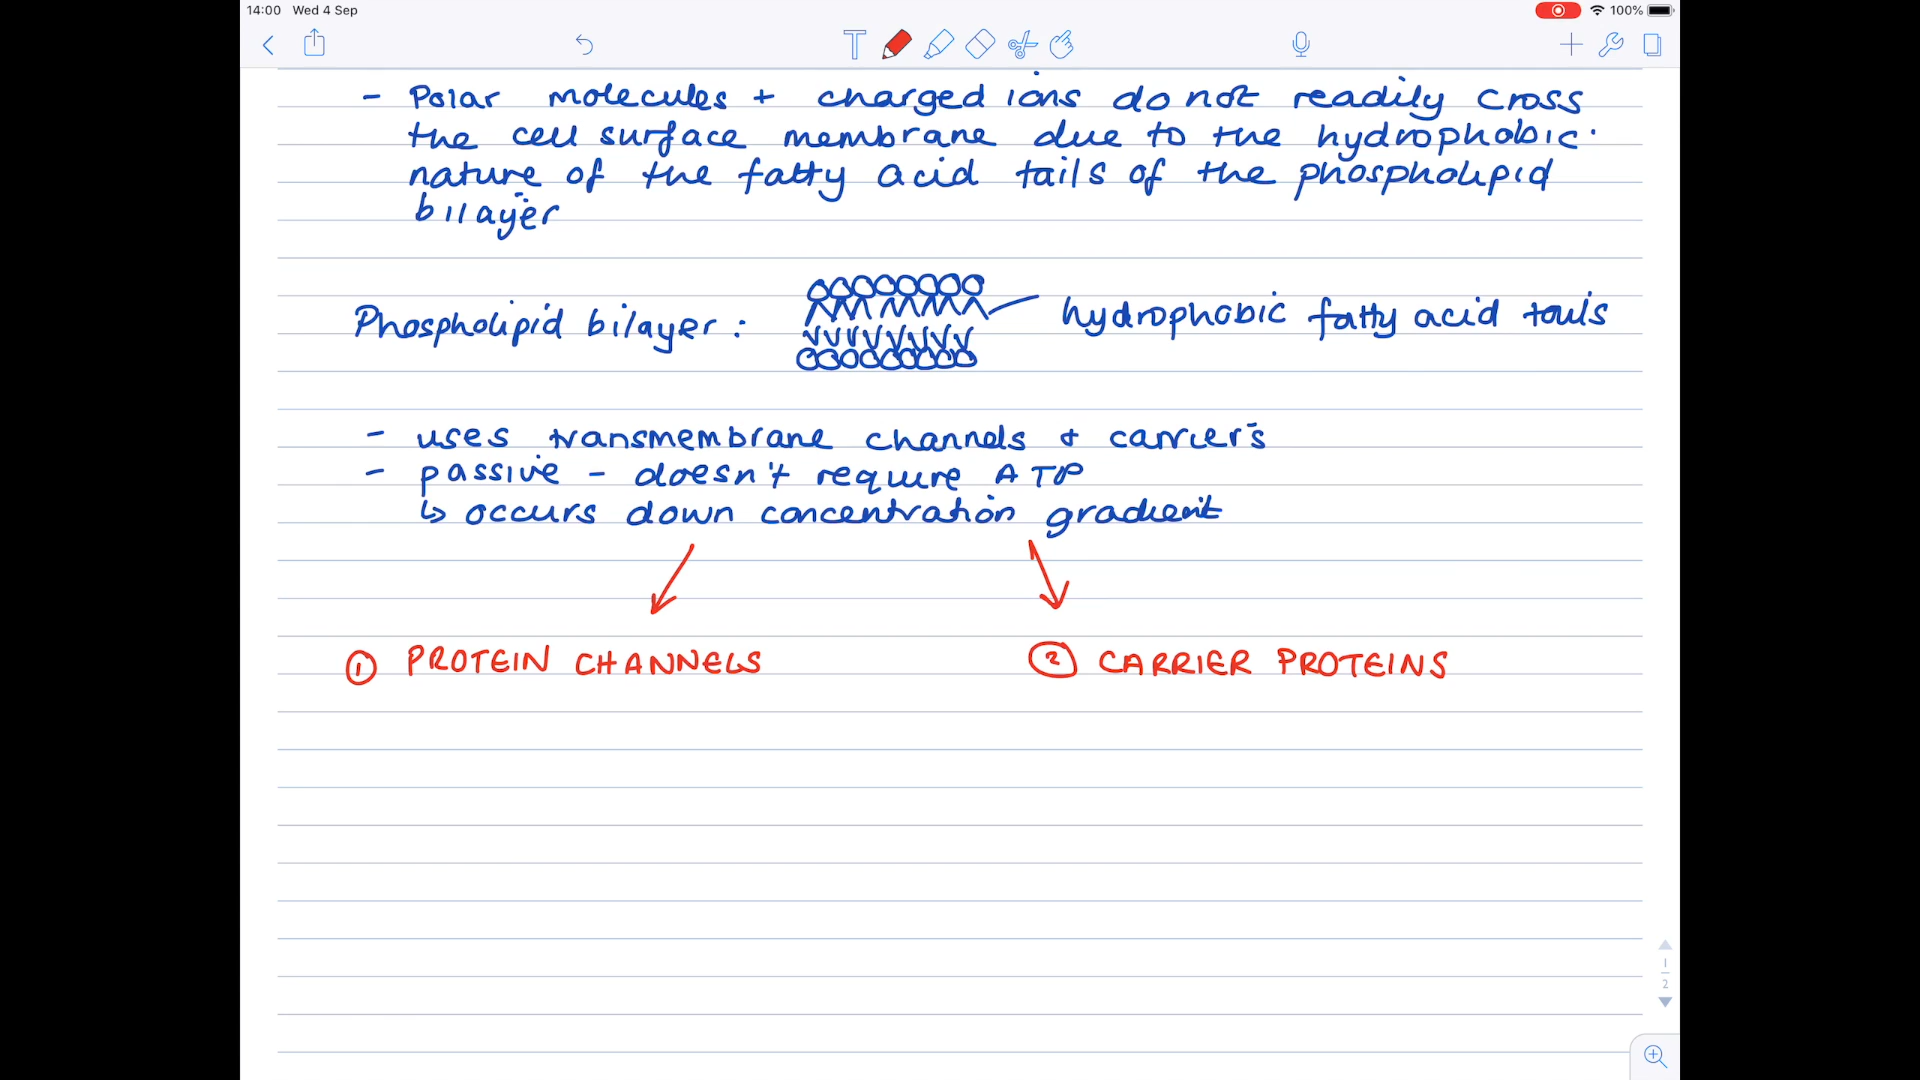 14:00 Wed 4 Sep
100%
T
- Polar molecules + charged ions do not readily cross
the cell surface membrane due to the hydrophobic
nature of the fatty acid tails of the phospholipid
bilayer
Phospholipid bilayer :
hydrophobic fatty acid tails
- uses transmembrane channels & carriers
- passive - doesn't require ATP
↳ occurs down concentration gradient
① PROTEIN CHANNELS
② CARRIER PROTEINS
1
2